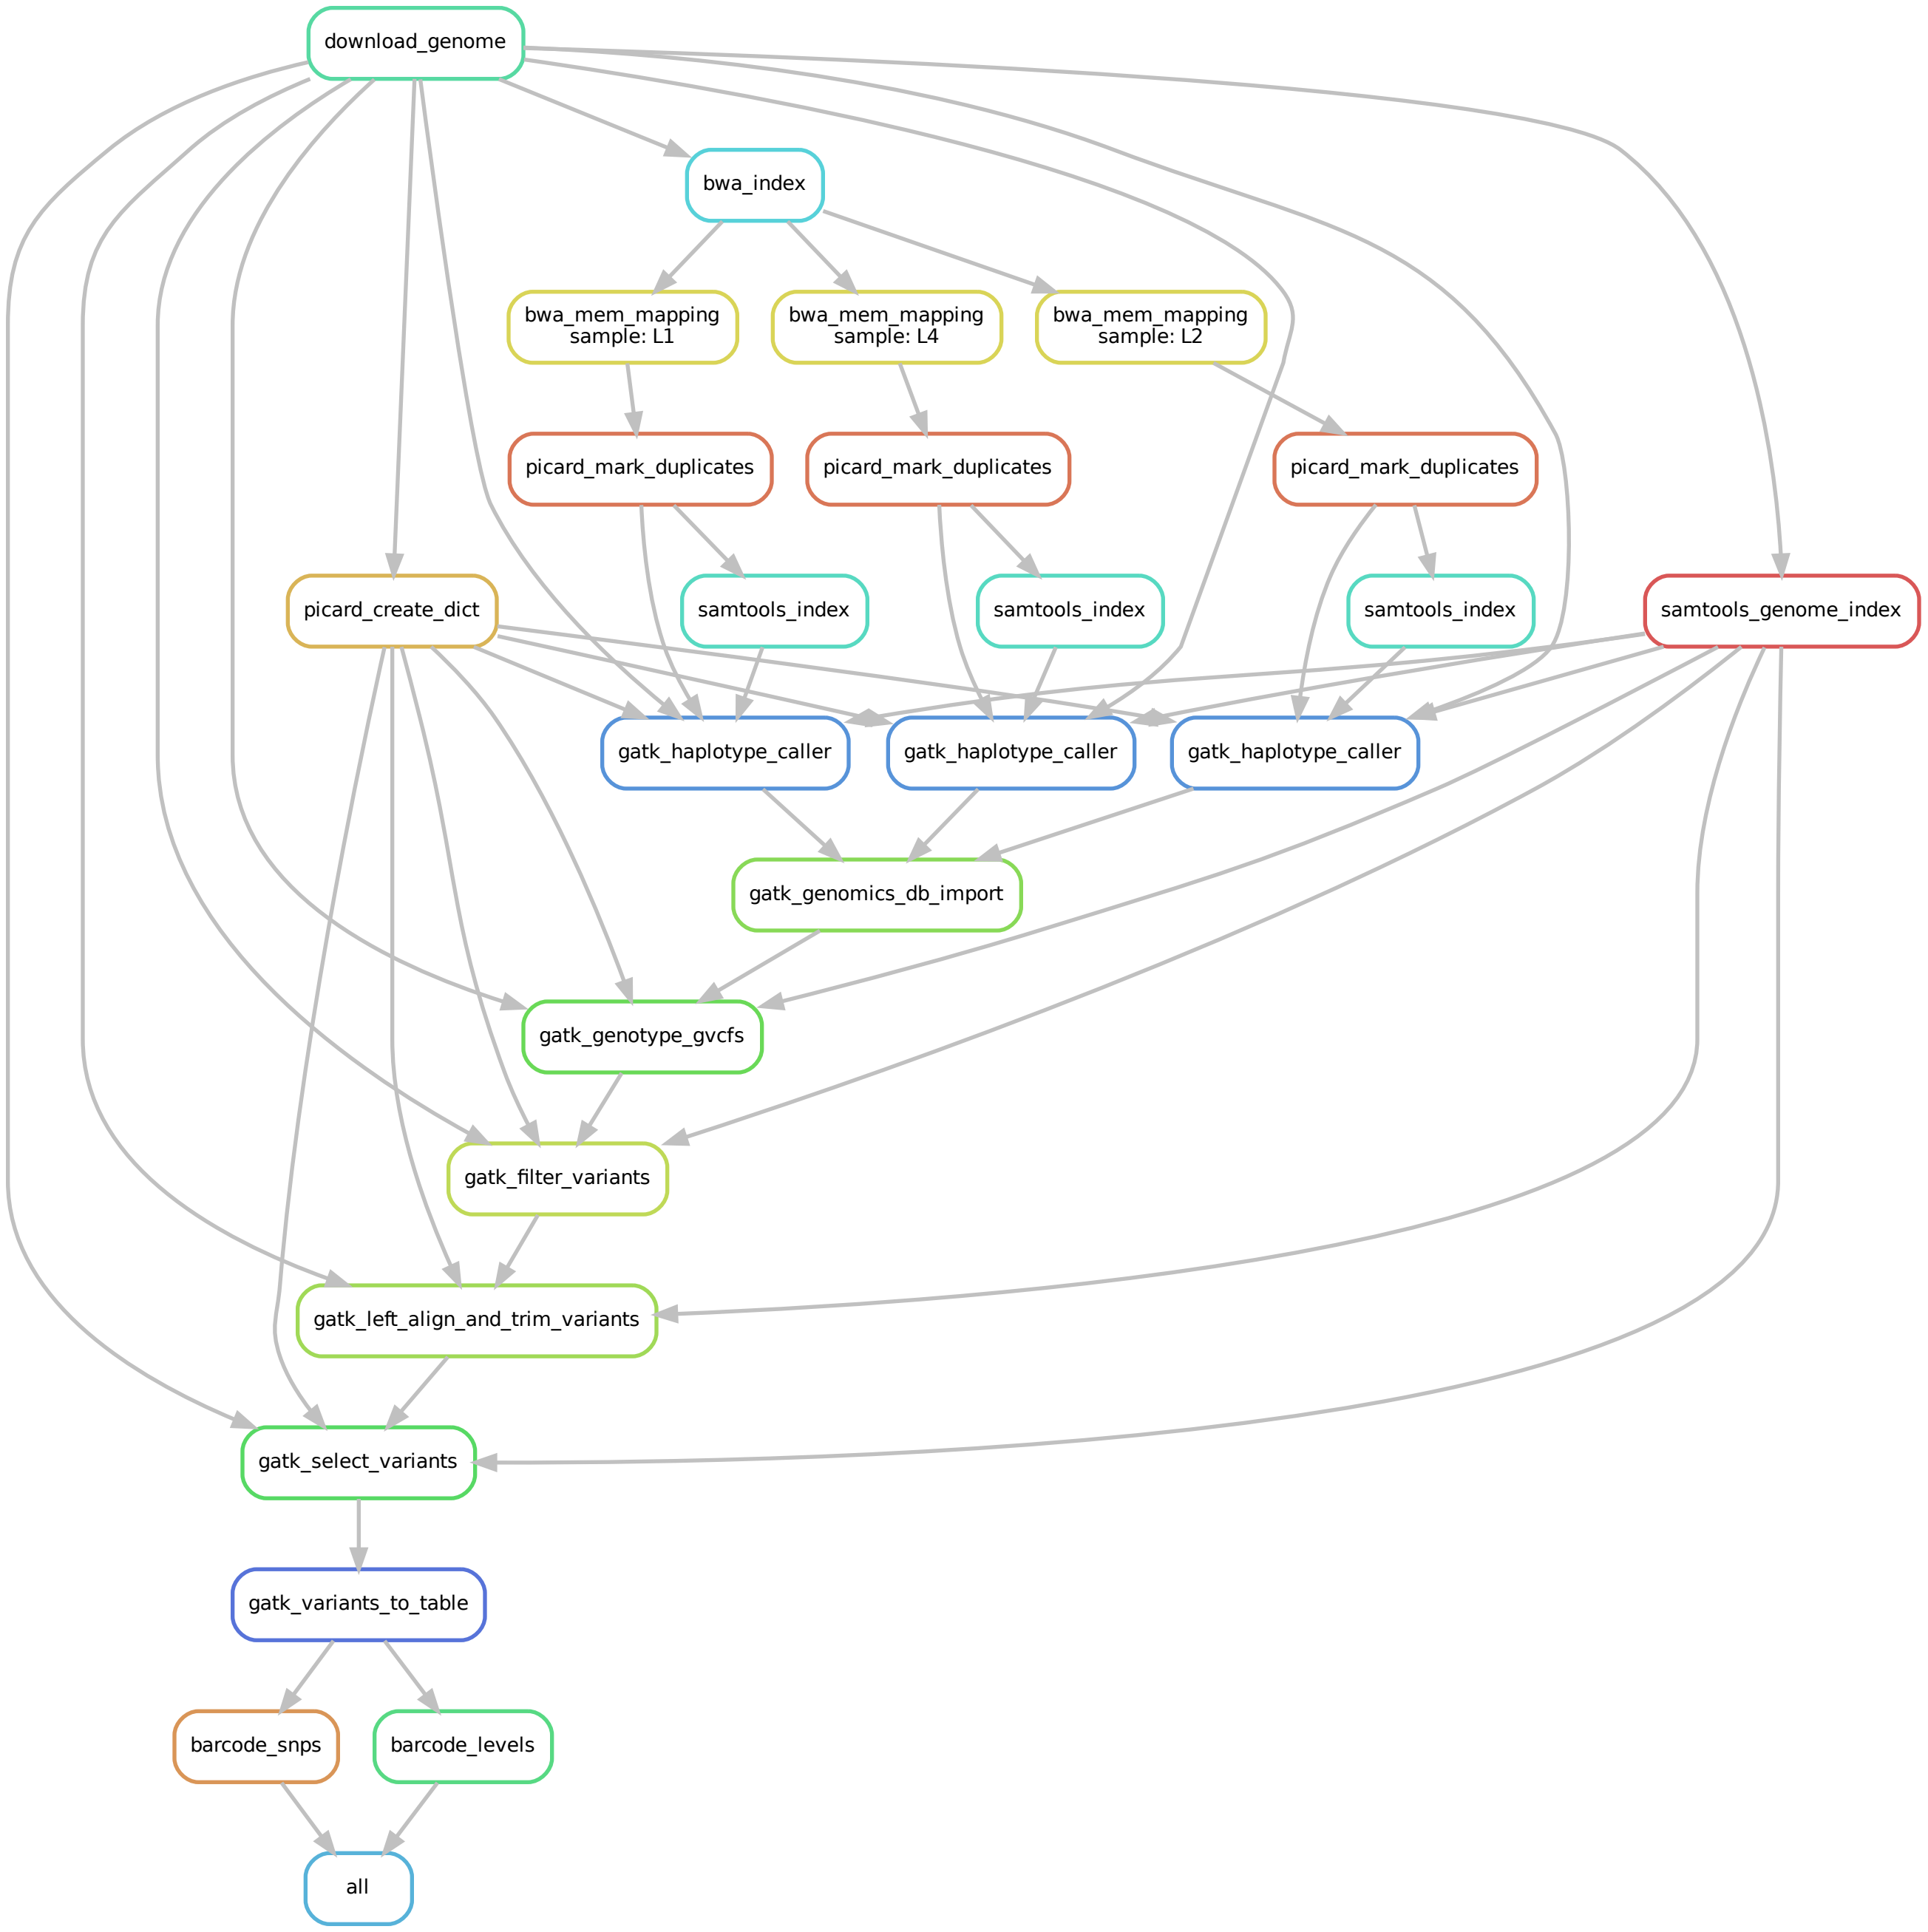 download_genome
bwa_index
bwa_mem_mapping
sample: L1
bwa_mem_mapping
sample: L4
bwa_mem_mapping
sample: L2
picard_mark_duplicates
picard_mark_duplicates
picard_mark_duplicates
picard_create_dict
samtools_index
samtools_index
samtools_index
samtools_genome_index
gatk_haplotype_caller
gatk_haplotype_caller
gatk_haplotype_caller
gatk_genomics_db_import
gatk_genotype_gvcfs
gatk_filter_variants
gatk_left_align_and_trim_variants
gatk_select_variants
gatk_variants_to_table
barcode_snps
barcode_levels
all